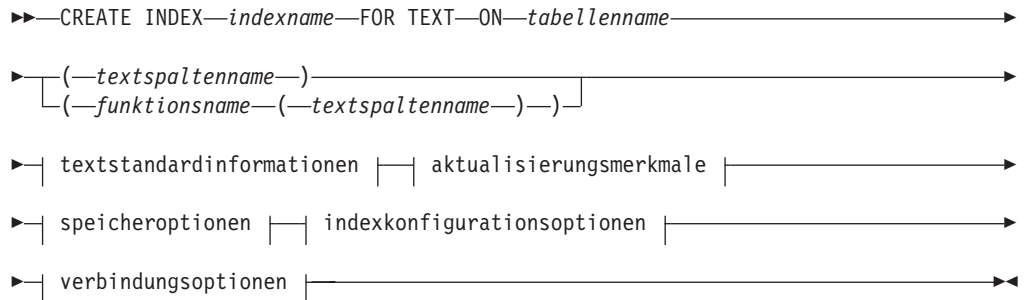 CREATE INDEX indexname FOR TEXT ON tabellenname
( textspaltenname )
( funktionsname ( textspaltenname ) )
textstandardinformationen aktualisierungsmerkmale
speicheroptionen indexkonfigurationsoptionen
verbindungsoptionen